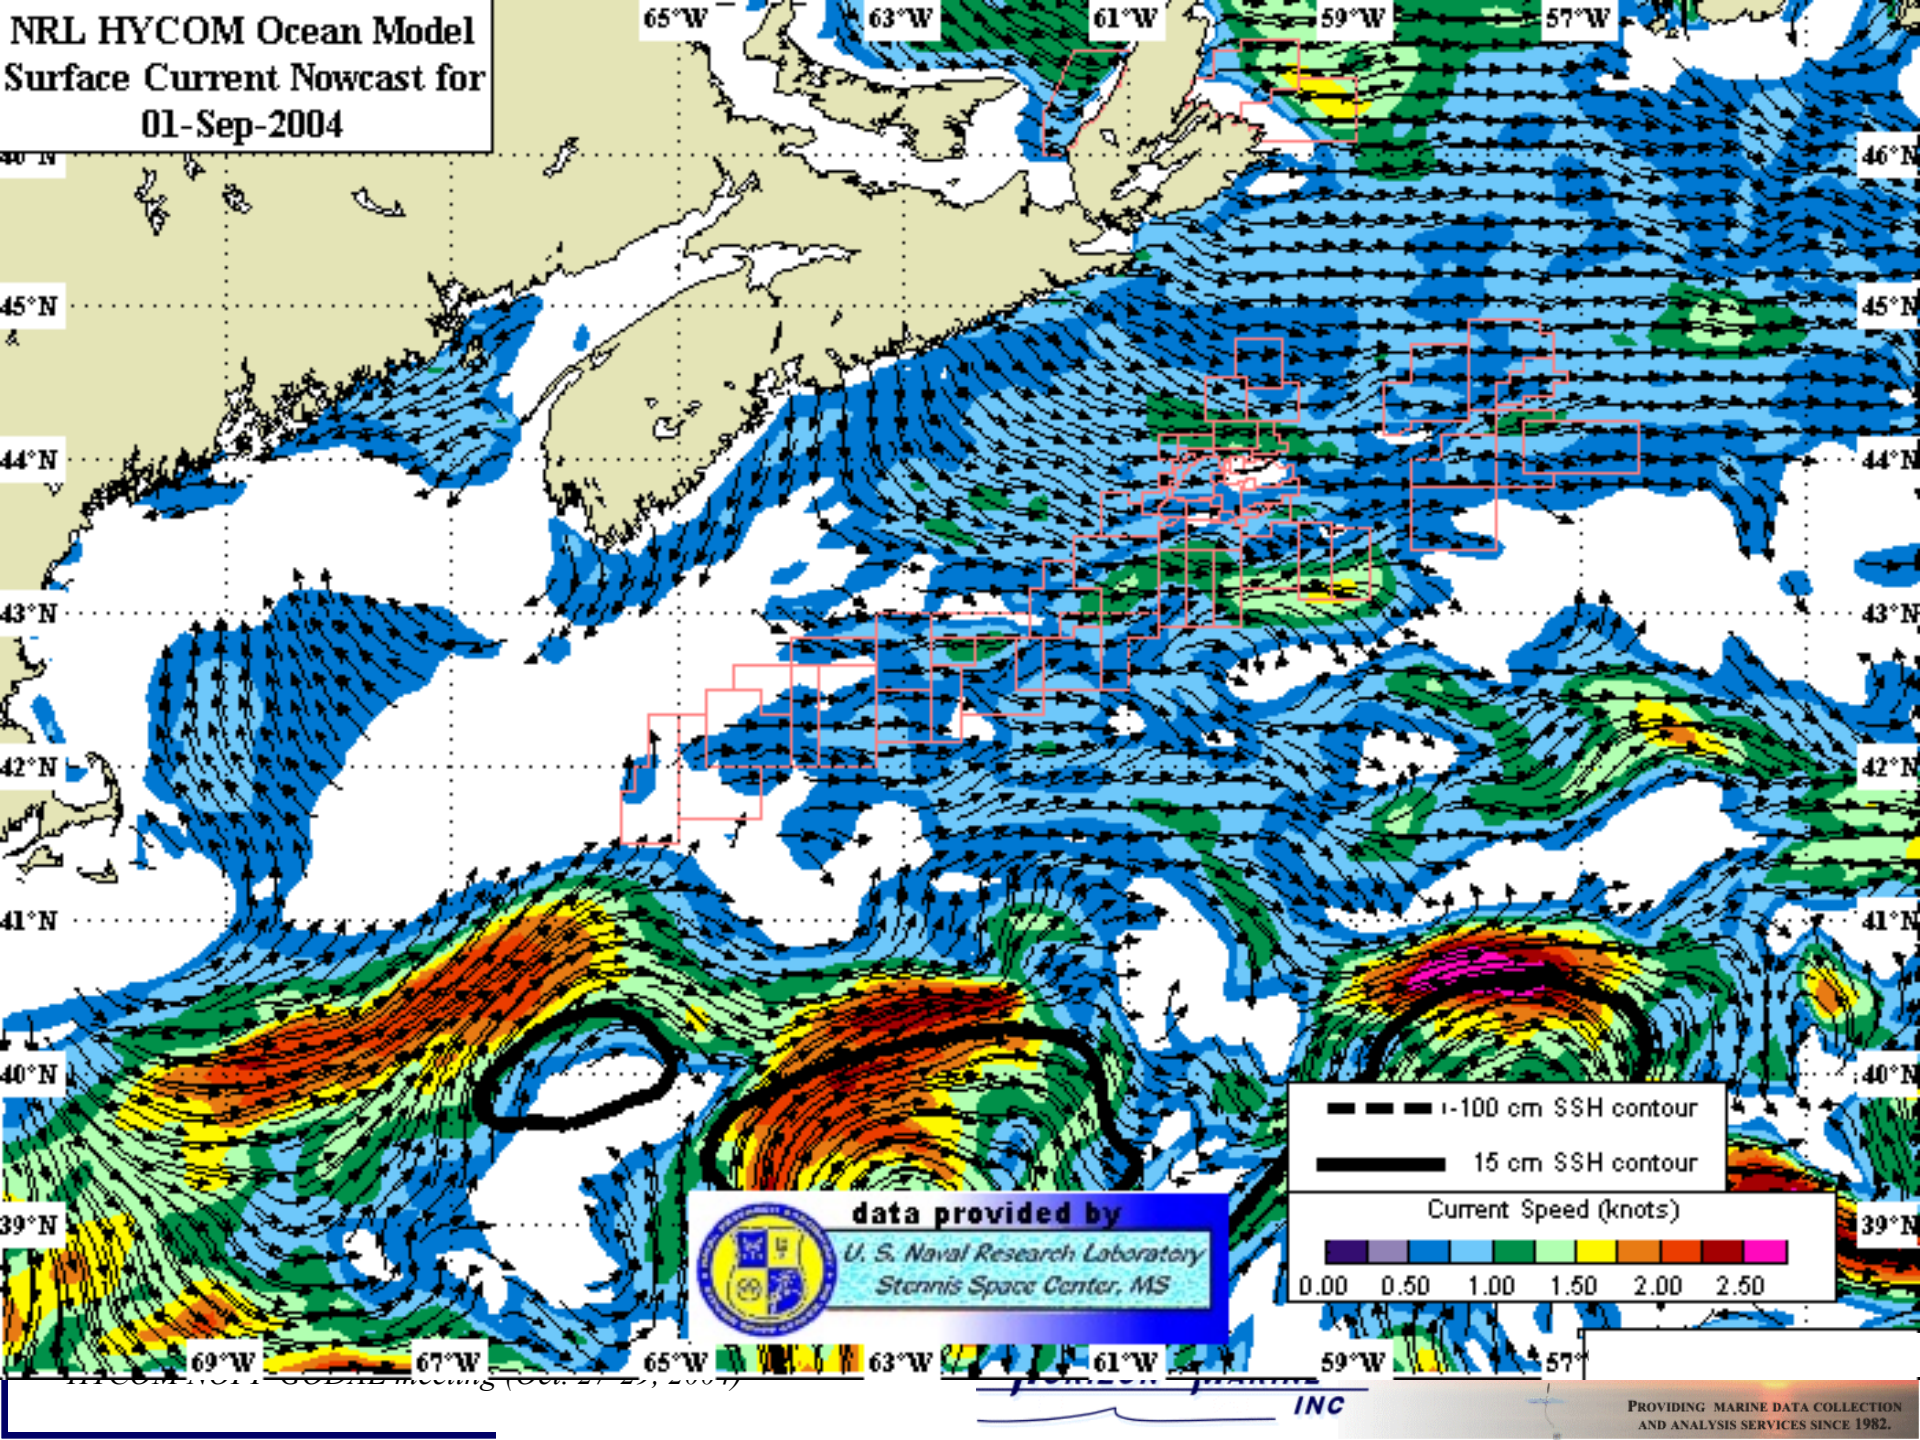 NRL HYCOM Ocean Model
Surface Current Nowcast for
01-Sep-2004
65°W 63°W 61°W 59°W 57°W
46°N
45°N 45°N
44°N 44°N
43°N 43°N
42°N 42°N
41°N 41°N
40°N 40°N
39°N 39°N
-100 cm SSH contour
15 cm SSH contour
Current Speed (knots)
0.00 0.50 1.00 1.50 2.00 2.50
data provided by
U. S. Naval Research Laboratory
Stennis Space Center, MS
69°W 67°W 65°W 63°W 61°W 59°W 57°
INC
PROVIDING MARINE DATA COLLECTION
AND ANALYSIS SERVICES SINCE 1982.